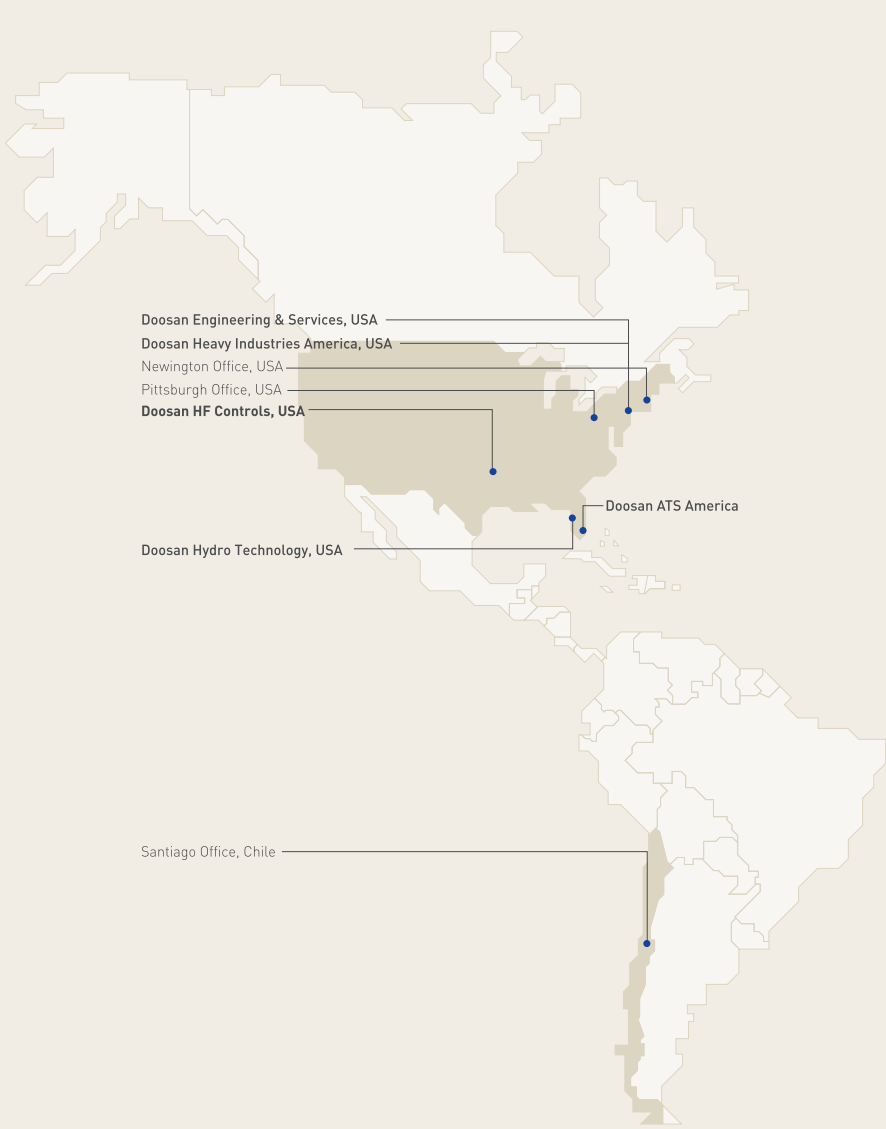 Doosan Engineering & Services, USA
Doosan Heavy Industries America, USA
Newington Office, USA
Pittsburgh Office, USA
Doosan HF Controls, USA
Doosan ATS America
Doosan Hydro Technology, USA
Santiago Office, Chile